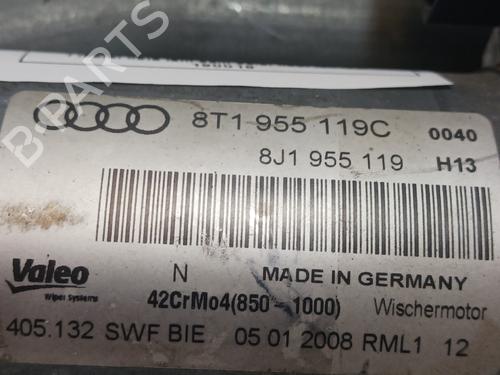 8T1 955 119C 0040
8J1 955 119 H13
Valeo N MADE IN GERMANY
Wiper Systems 42CrMo4(850-1000) Wischermotor
405.132 SWF BIE 05 01 2008 RML1 12
B-PARTS